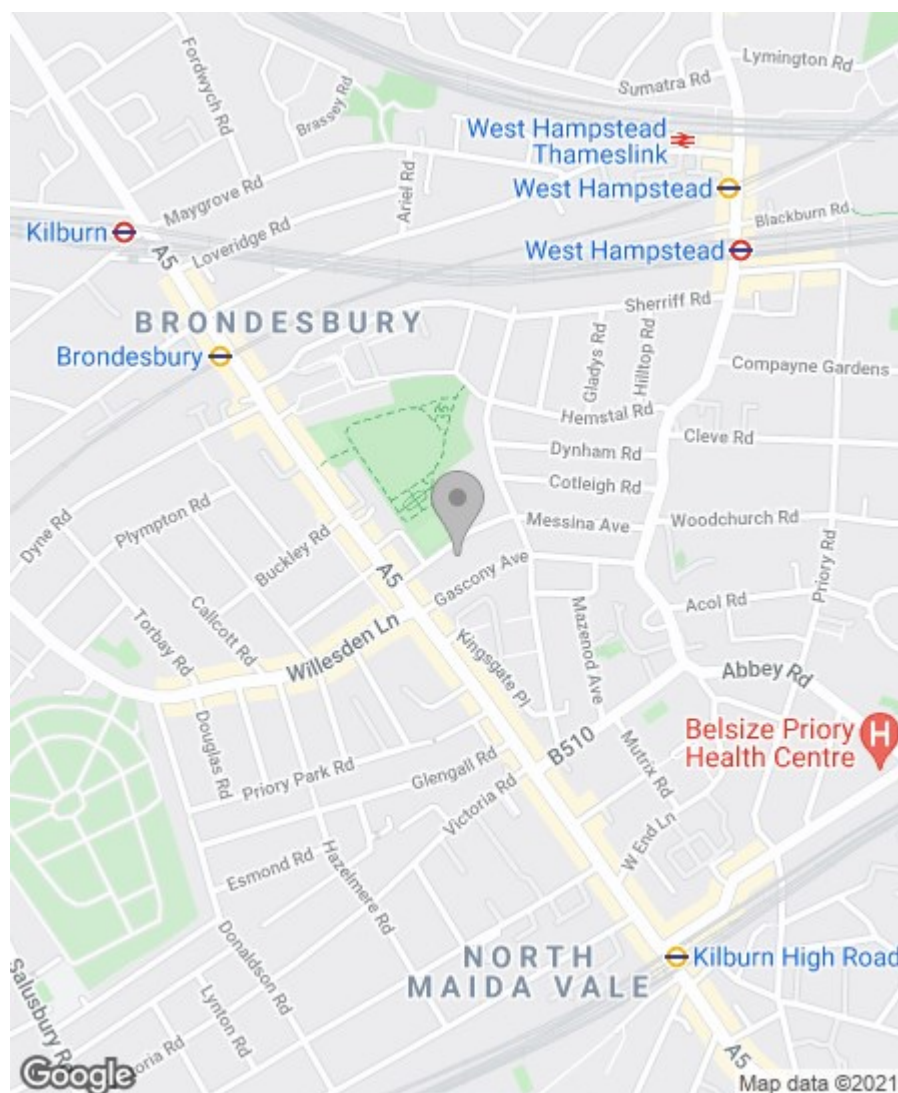 Fordwych Rd
Brassey Rd
Sumatra Rd
Lymington Rd
West Hampstead
Thameslink
West Hampstead
Ariel Rd
Maygrove Rd
Kilburn
Loveridge Rd
A5
Blackburn Rd
West Hampstead
Sherriff Rd
BRONDESBURY
Brondesbury
Gladys Rd
Hilltop Rd
Compayne Gardens
Hemstal Rd
Cleve Rd
Dynham Rd
Cotleigh Rd
Dyne Rd
Plympton Rd
Buckley Rd
Messina Ave
Woodchurch Rd
Priory Rd
A5
Gascony Ave
Acol Rd
Torbay Rd
Callcott Rd
Willesden Ln
Kingsgate Pl
Mazenod Ave
Abbey Rd
Douglas Rd
Belsize Priory
Health Centre
H
B510
Mutrix Rd
Priory Park Rd
Glengall Rd
Victoria Rd
W End Ln
Esmond Rd
Hazelmere Rd
Donaldson Rd
NORTH
MAIDA VALE
Kilburn High Road
Salusbury Rd
Lynton Rd
oria Rd
A5
Google
Map data ©2021